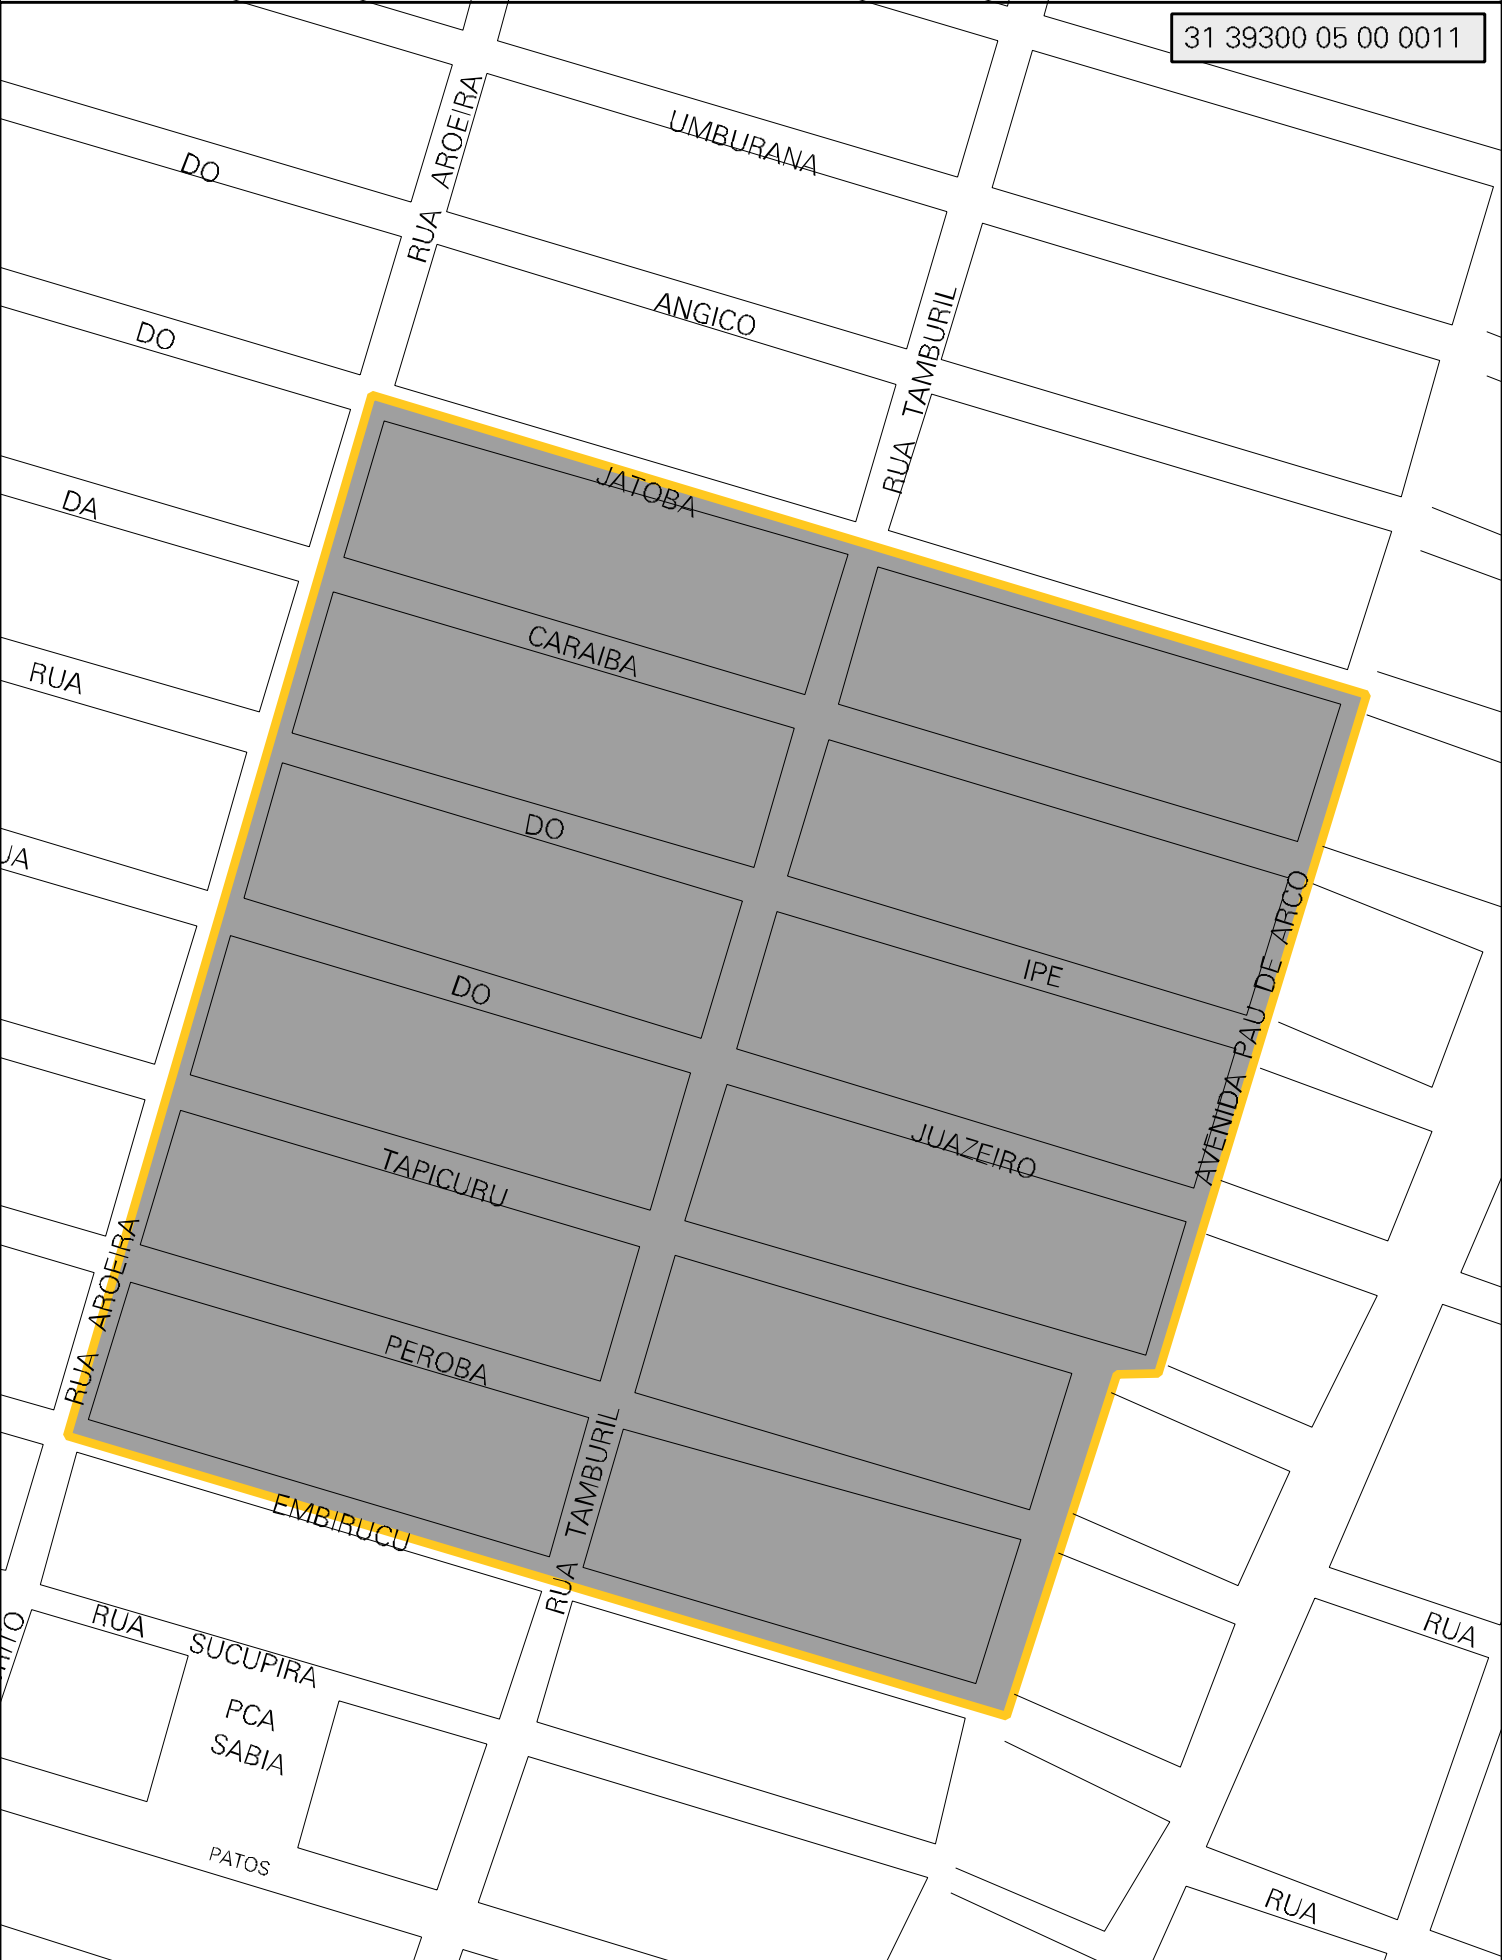 31 39300 05 00 0011
RUA AROEIRA
UMBURANA
DO
ANGICO
DO
RUA TAMBURIL
JATOBA
DA
CARAIBA
RUA
DO
AVENIDA PAU DE ARCO
IPE
DO
JUAZEIRO
TAPICURU
RUA AROEIRA
PEROBA
RUA TAMBURIL
EMBIRUCU
RUA SUCUPIRA
RUA
PCA
SABIA
PATOS
RUA